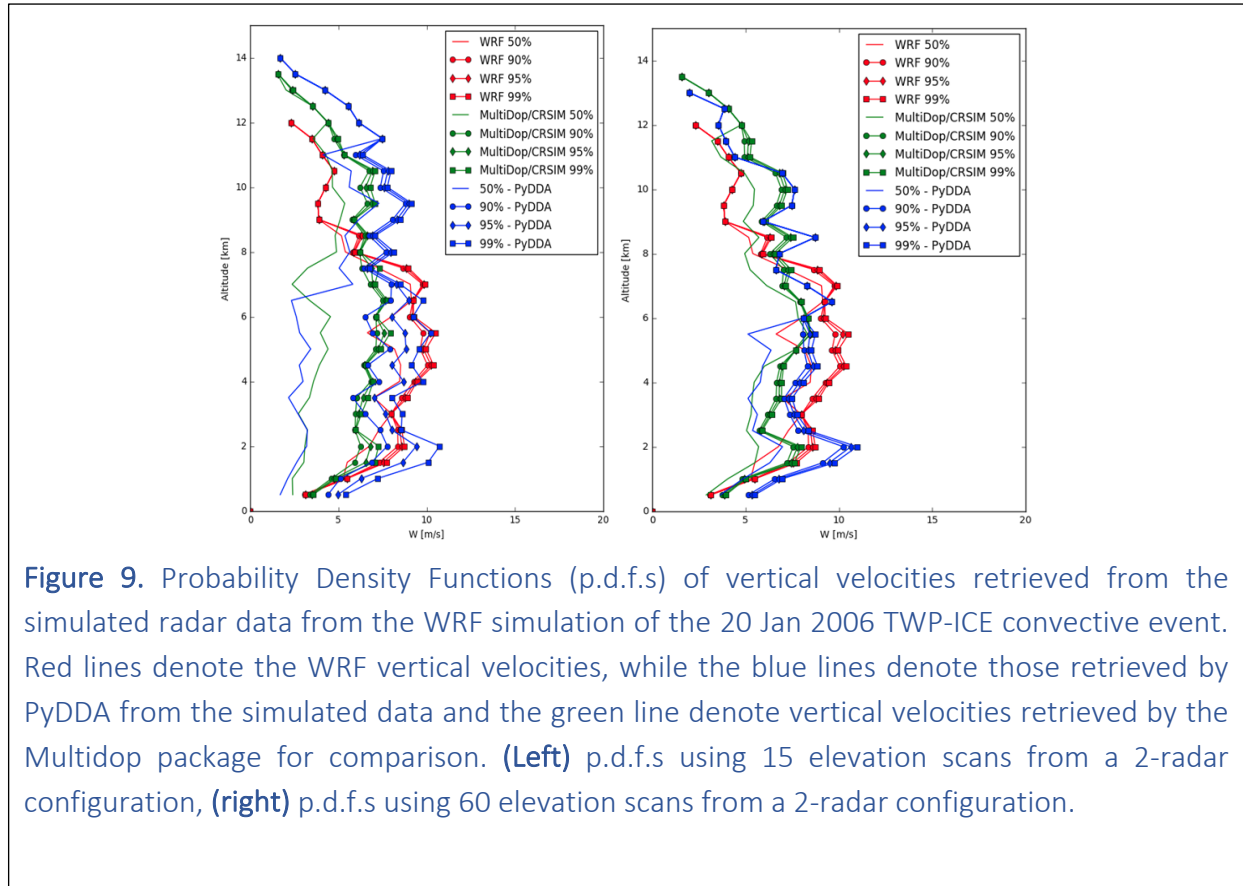 WRF 50%
WRF 90%
WRF 95%
WRF 99%
MultiDop/CRSIM 50%
MultiDop/CRSIM 90%
MultiDop/CRSIM 95%
MultiDop/CRSIM 99%
50% - PyDDA
90% - PyDDA
95% - PyDDA
99% - PyDDA
14
12
10
8
6
4
2
0
Altitude [km]
0 5 10 15 20
W [m/s]
WRF 50%
WRF 90%
WRF 95%
WRF 99%
MultiDop/CRSIM 50%
MultiDop/CRSIM 90%
MultiDop/CRSIM 95%
MultiDop/CRSIM 99%
50% - PyDDA
90% - PyDDA
95% - PyDDA
99% - PyDDA
14
12
10
8
6
4
2
0
Altitude [km]
0 5 10 15 20
W [m/s]
Figure 9. Probability Density Functions (p.d.f.s) of vertical velocities retrieved from the
simulated radar data from the WRF simulation of the 20 Jan 2006 TWP-ICE convective event.
Red lines denote the WRF vertical velocities, while the blue lines denote those retrieved by
PyDDA from the simulated data and the green line denote vertical velocities retrieved by the
Multidop package for comparison. (Left) p.d.f.s using 15 elevation scans from a 2-radar
configuration, (right) p.d.f.s using 60 elevation scans from a 2-radar configuration.